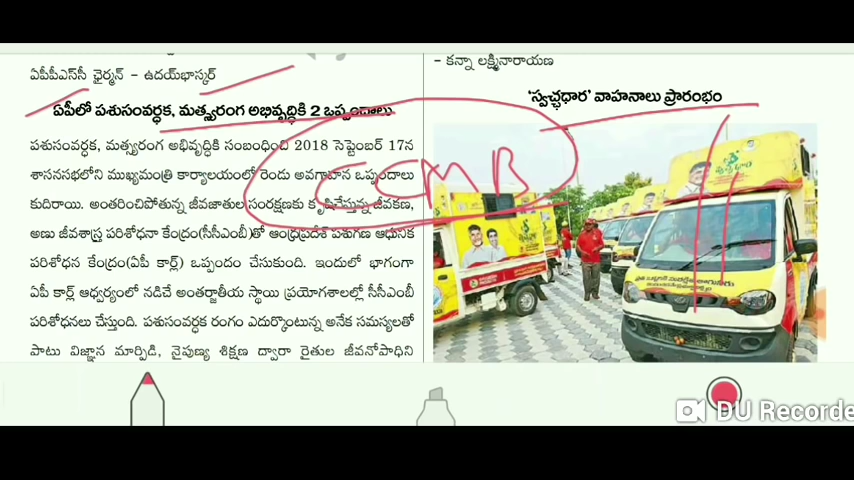 ఏపీపీఎస్‌సీ ఛైర్మన్ - ఉదయ్‌భాస్కర్
ఏపీలో పశుసంవర్ధక, మత్స్యరంగ అభివృద్ధికి 2 ఒప్పందాలు
పశుసంవర్ధక, మత్స్యరంగ అభివృద్ధికి సంబంధించి 2018 సెప్టెంబర్ 17న
శాసనసభలోని ముఖ్యమంత్రి కార్యాలయంలో రెండు అవగాహన ఒప్పందాలు
కుదిరాయి. అంతరించిపోతున్న జీవజాతుల సంరక్షణకు కృషిచేస్తున్న జీవకణ,
అణు జీవశాస్త్ర పరిశోధనా కేంద్రం(సీసీఎంబీ)తో ఆంధ్రప్రదేశ్ పశుగణ ఆధునిక
పరిశోధన కేంద్రం(ఏపీ కార్ల్) ఒప్పందం చేసుకుంది. ఇందులో భాగంగా
ఏపీ కార్ల్ ఆధ్వర్యంలో నడిచే అంతర్జాతీయ స్థాయి ప్రయోగశాలల్లో సీసీఎంబీ
పరిశోధనలు చేస్తుంది. పశుసంవర్ధక రంగం ఎదుర్కొంటున్న అనేక సమస్యలతో
పాటు విజ్ఞాన మార్పిడి, నైపుణ్య శిక్షణ ద్వారా రైతుల జీవనోపాధిని
CCMB
- కన్నా లక్ష్మీనారాయణ
'స్వచ్ఛధార' వాహనాలు ప్రారంభం
DU Recorde